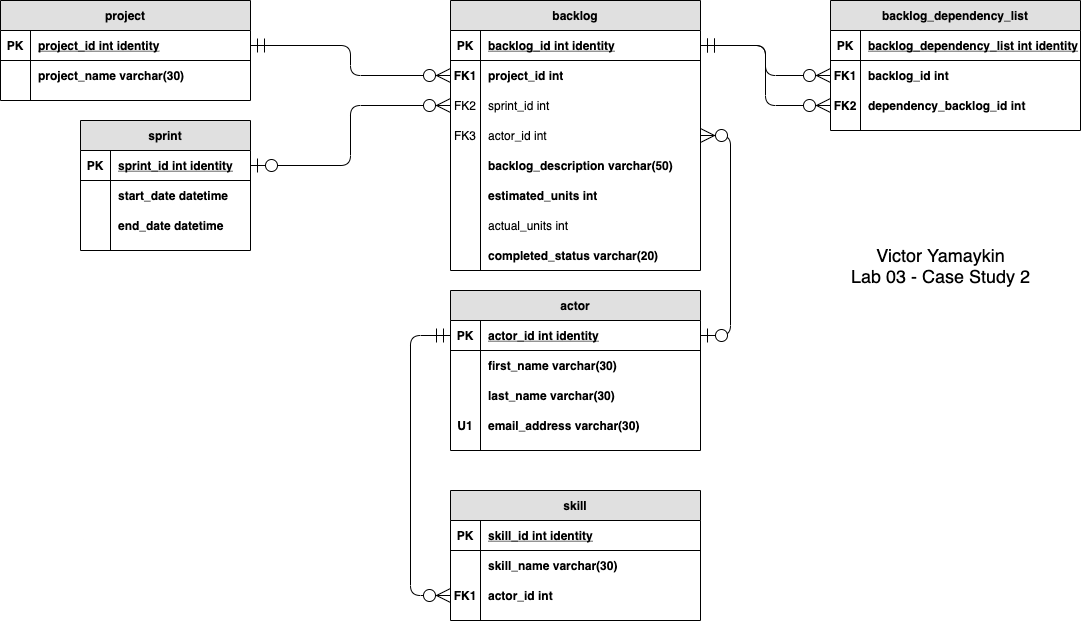 project
PK project_id int identity
project_name varchar(30)
sprint
PK sprint_id int identity
start_date datetime
end_date datetime
backlog
PK backlog_id int identity
FK1 project_id int
FK2 sprint_id int
FK3 actor_id int
backlog_description varchar(50)
estimated_units int
actual_units int
completed_status varchar(20)
backlog_dependency_list
PK backlog_dependency_list int identity
FK1 backlog_id int
FK2 dependency_backlog_id int
Victor Yamaykin
Lab 03 - Case Study 2
actor
PK actor_id int identity
first_name varchar(30)
last_name varchar(30)
U1 email_address varchar(30)
skill
PK skill_id int identity
skill_name varchar(30)
FK1 actor_id int